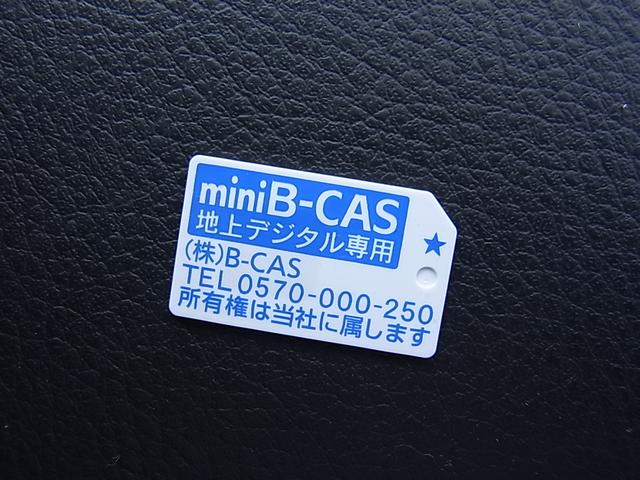 miniB-CAS
地上デジタル専用
(株)B-CAS
TEL 0570-000-250
所有権は当社に属します